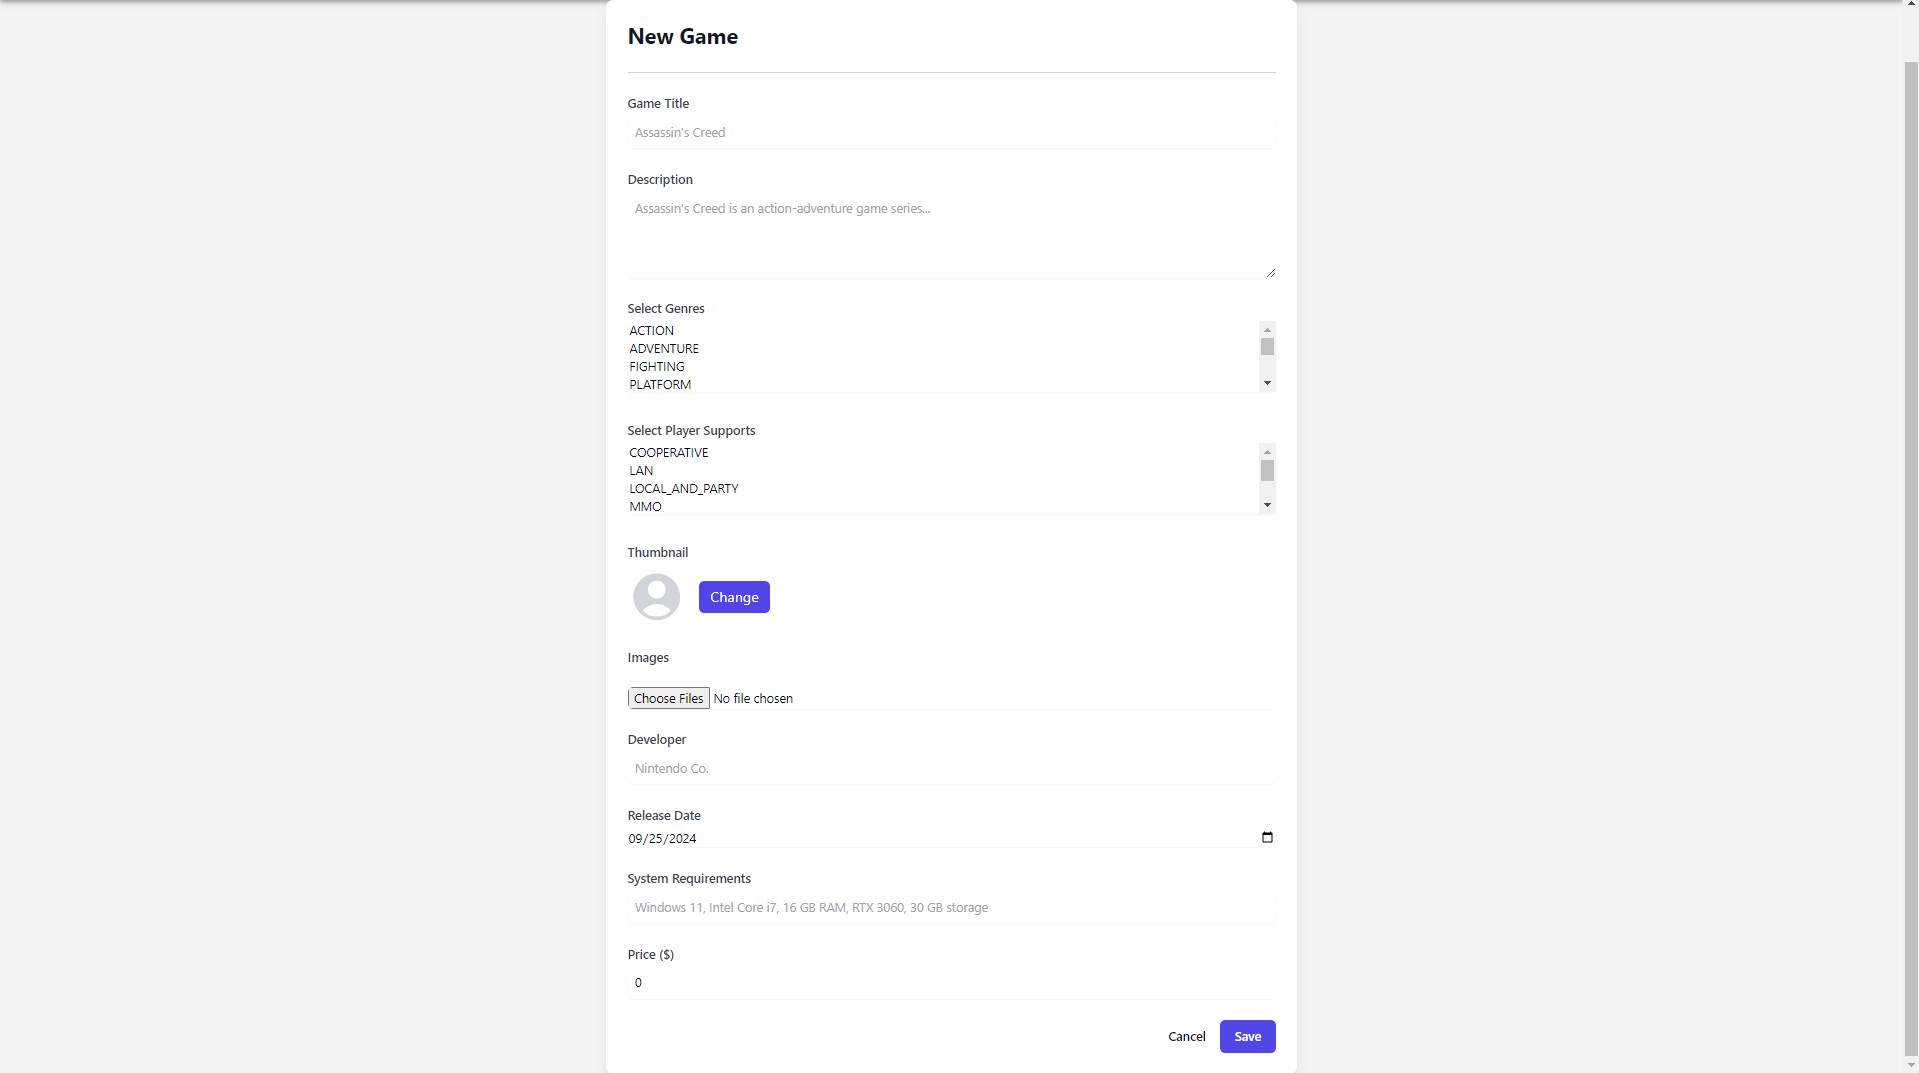 New Game
Game Title
Assassin's Creed
Description
Assassin's Creed is an action-adventure game series...
Select Genres
ACTION
ADVENTURE
FIGHTING
PLATFORM
Select Player Supports
COOPERATIVE
LAN
LOCAL_AND_PARTY
MMO
Thumbnail
Change
Images
Choose Files No file chosen
Developer
Nintendo Co.
Release Date
09/25/2024
System Requirements
Windows 11, Intel Core i7, 16 GB RAM, RTX 3060, 30 GB storage
Price ($)
0
Cancel Save